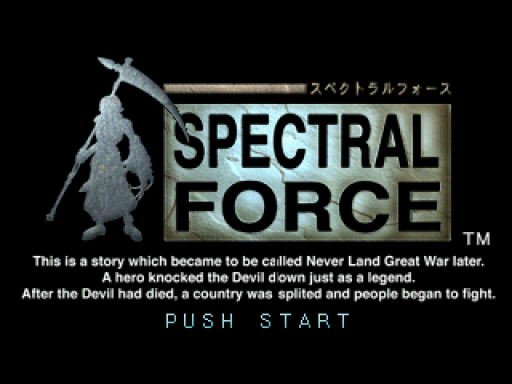 スペクトラルフォース
SPECTRAL
FORCE
TM
This is a story which became to be called Never Land Great War later.
A hero knocked the Devil down just as a legend.
After the Devil had died, a country was splited and people began to fight.
PUSH START